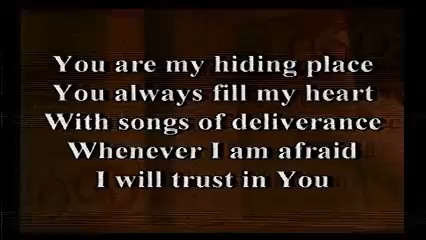 You are my hiding place
You always fill my heart
With songs of deliverance
Whenever I am afraid
I will trust in You